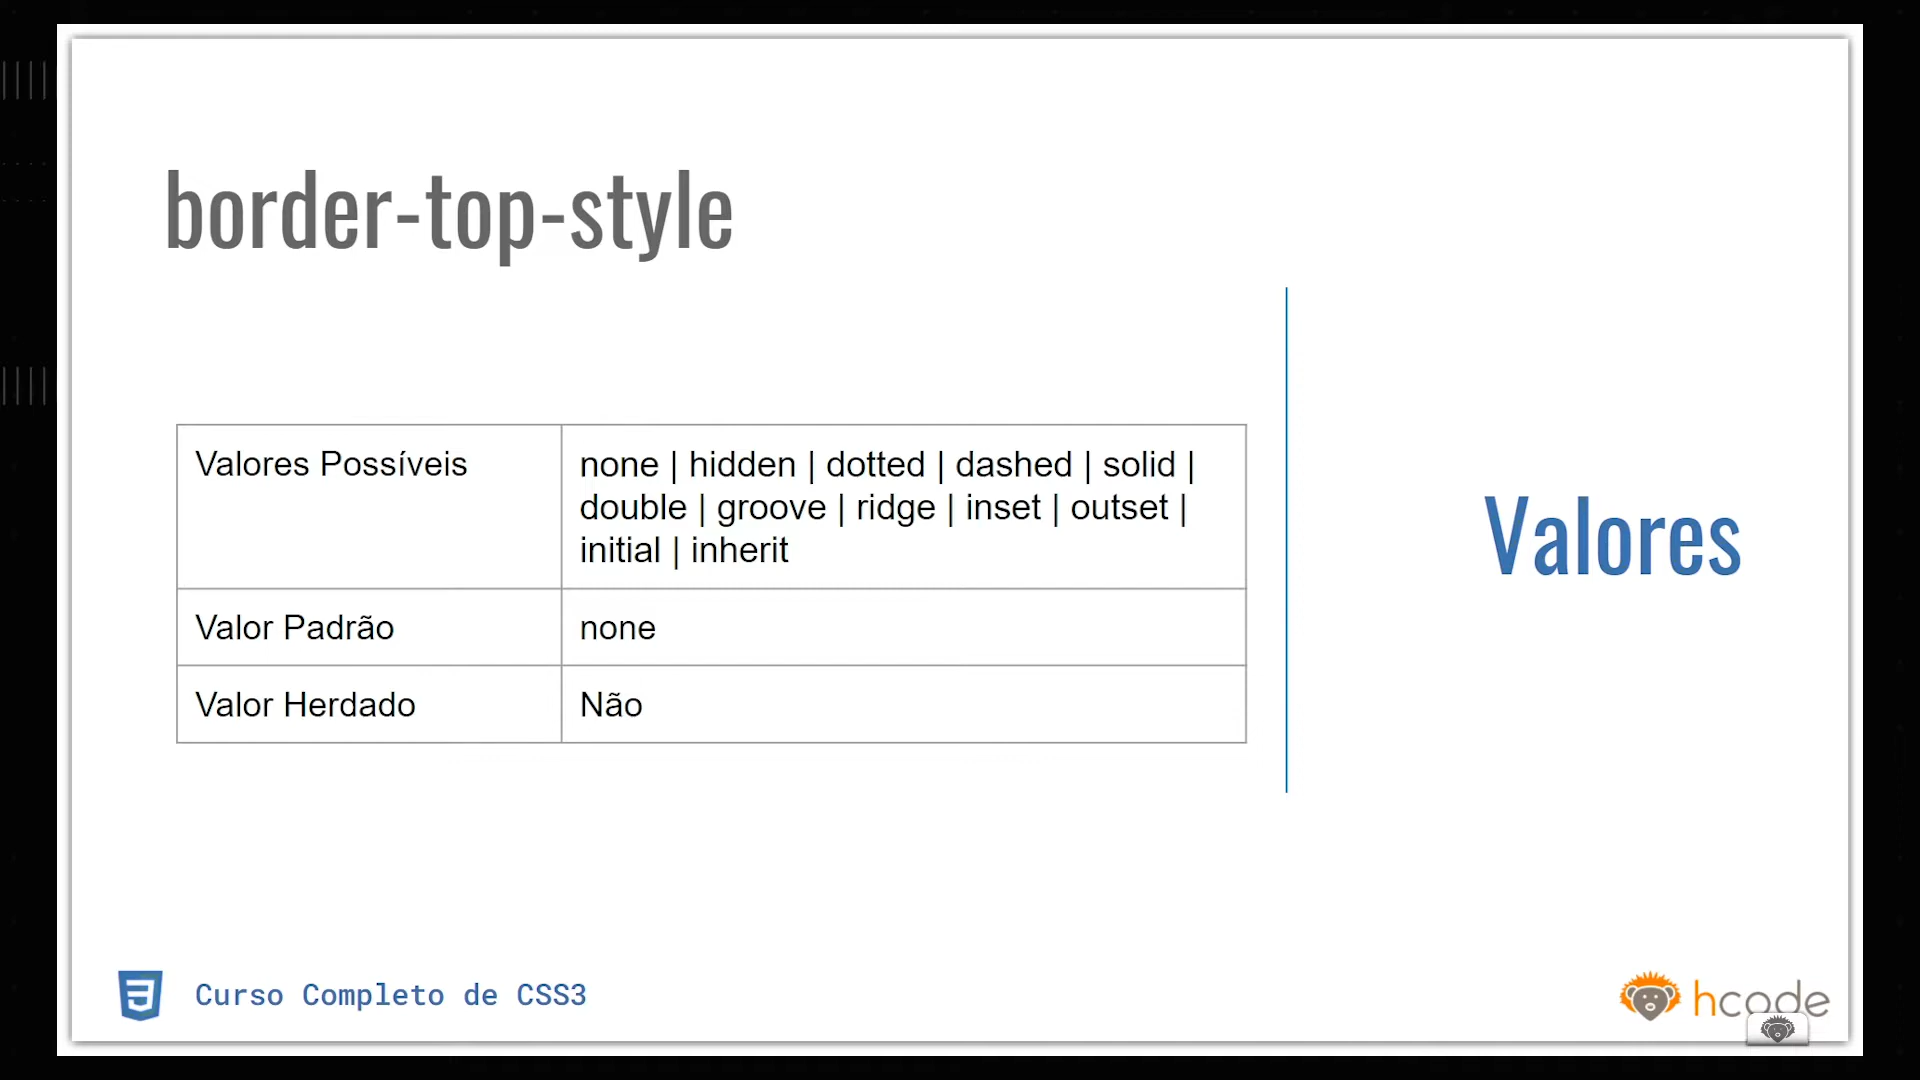 border-top-style
Valores Possíveis
none | hidden | dotted | dashed | solid |
double | groove | ridge | inset | outset |
initial | inherit
Valor Padrão
none
Valor Herdado
Não
Valores
Curso Completo de CSS3
hcode